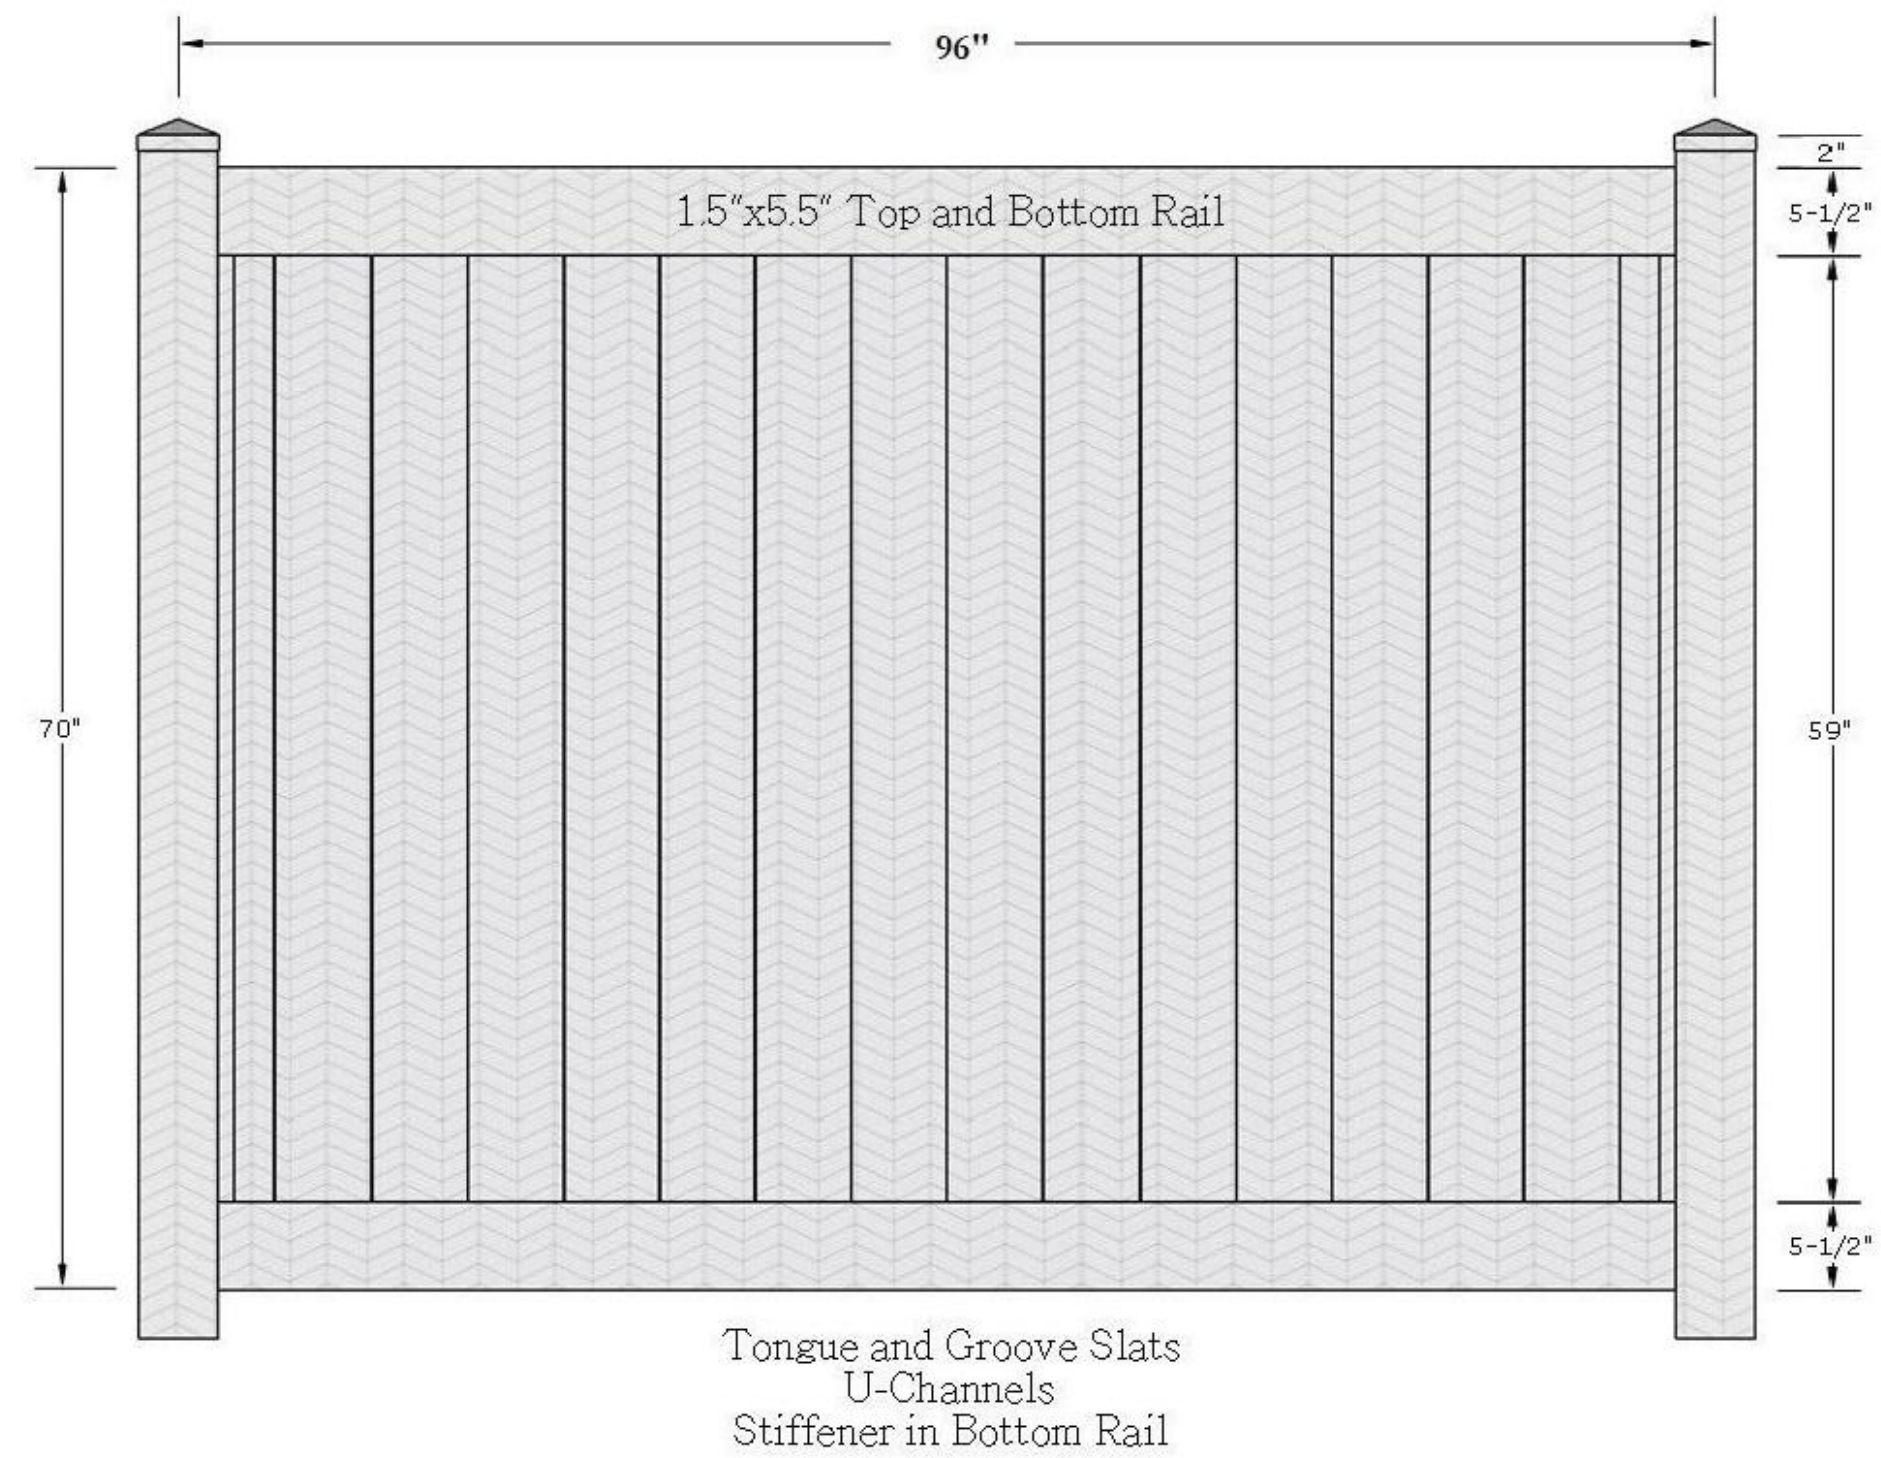 96"
2"
1.5"x5.5" Top and Bottom Rail
5-1/2"
70"
59"
5-1/2"
Tongue and Groove Slats
U-Channels
Stiffener in Bottom Rail